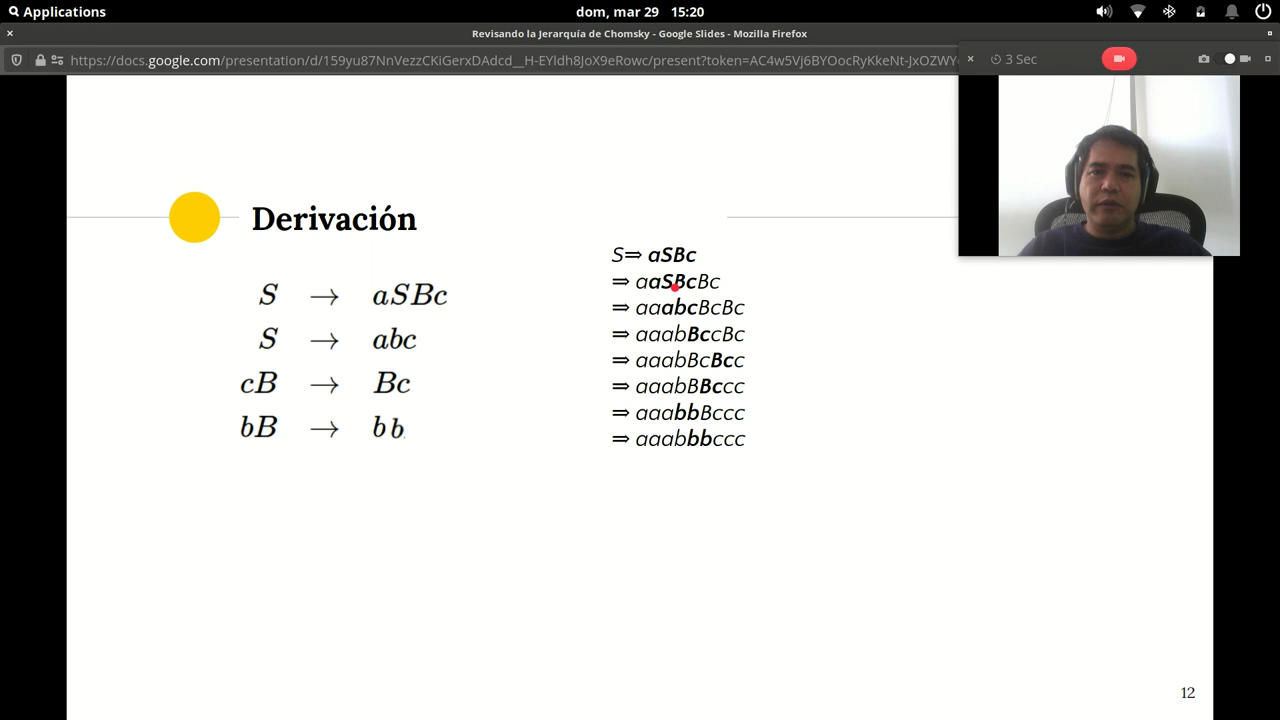 Applications
dom, mar 29 15:20
Revisando la Jerarquía de Chomsky - Google Slides - Mozilla Firefox
https://docs.google.com/presentation/d/159yu87NnVezzCKiGerxDAdcd__H-EYldh8JoX9eRowc/present?token=AC4w5Vj6BYOocRyKkeNt-JxOZWY
3 Sec
Derivación
S → aSBc
S → abc
cB → Bc
bB → bb
S⇒ aSBc
⇒ aaSBcBc
⇒ aaabcBcBc
⇒ aaabBccBc
⇒ aaabBcBcc
⇒ aaabBBccc
⇒ aaabbBccc
⇒ aaabbbccc
12